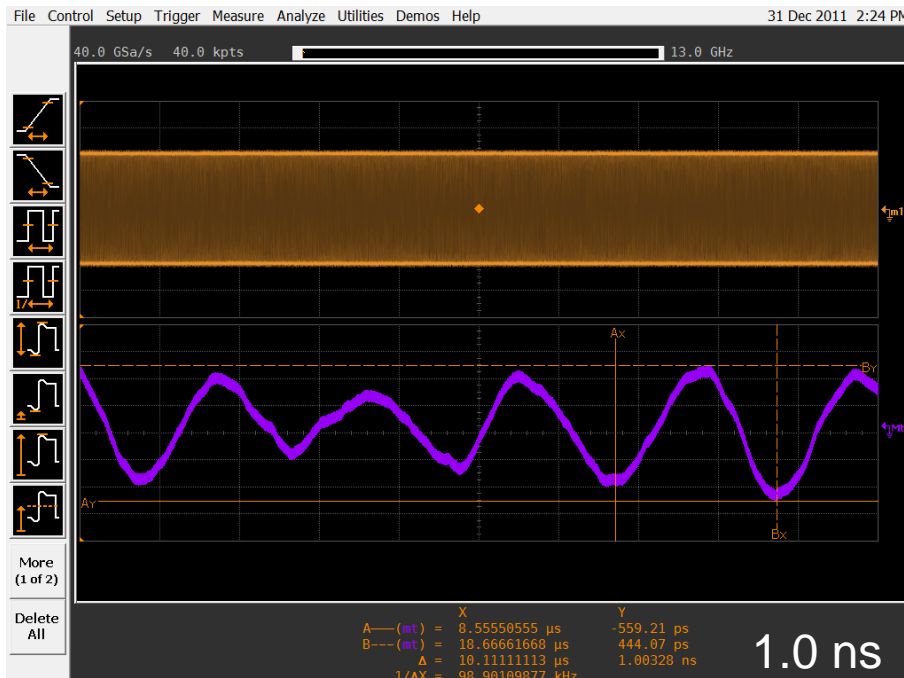 File Control Setup Trigger Measure Analyze Utilities Demos Help 31 Dec 2011 2:24 PM
40.0 GSa/s 40.0 kpts 13.0 GHz
m1
Ax
BY
Mt
AY
Bx
1/
More
(1 of 2)
Delete
All
X Y
A——(mt) = 8.55550555 µs -559.21 ps
B---(mt) = 18.66661668 µs 444.07 ps
Δ = 10.11111113 µs 1.00328 ns
1/ΔX = 98.90109877 kHz
1.0 ns